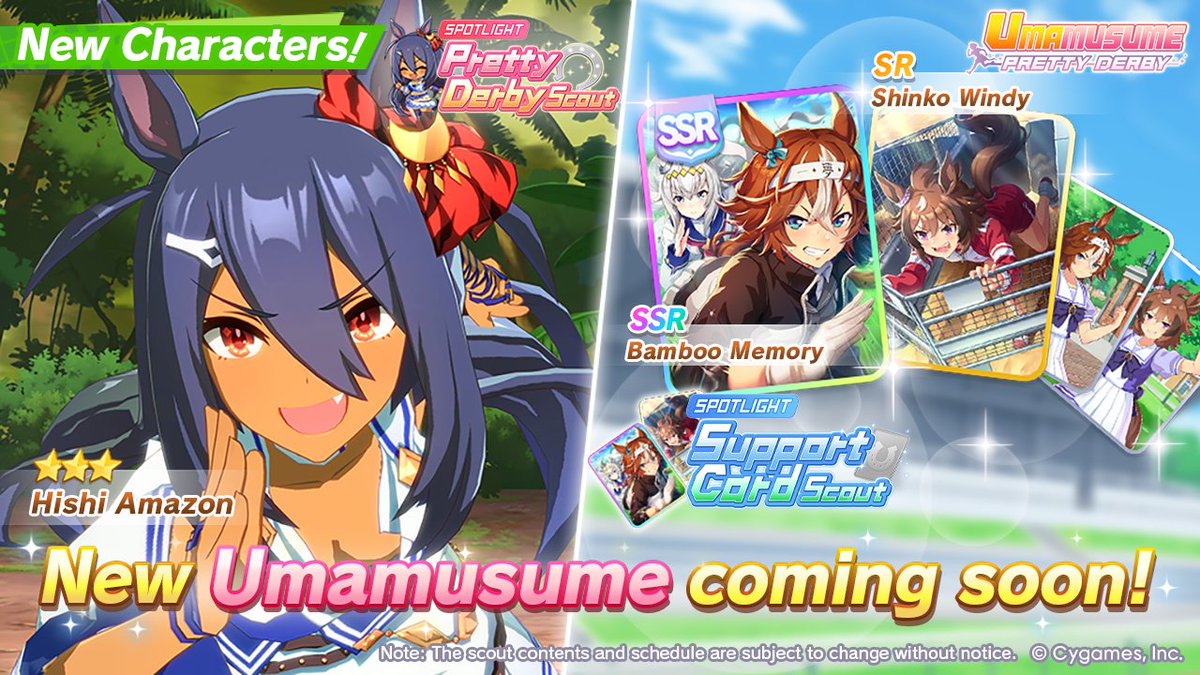 New Characters!
SPOTLIGHT
Pretty
Derby Scout
★★★
Hishi Amazon
UMAMUSUME
PRETTY DERBY
SR
Shinko Windy
SSR
SSR
Bamboo Memory
SPOTLIGHT
Support
Card Scout
New Umamusume coming soon!
Note: The scout contents and schedule are subject to change without notice. © Cygames, Inc.